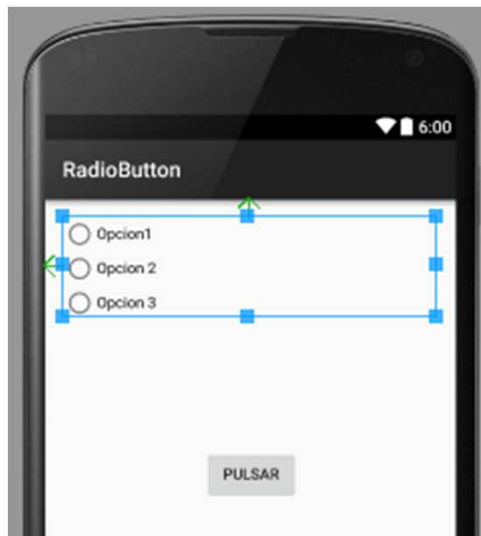 6:00
RadioButton
Opcion1
Opcion 2
Opcion 3
PULSAR